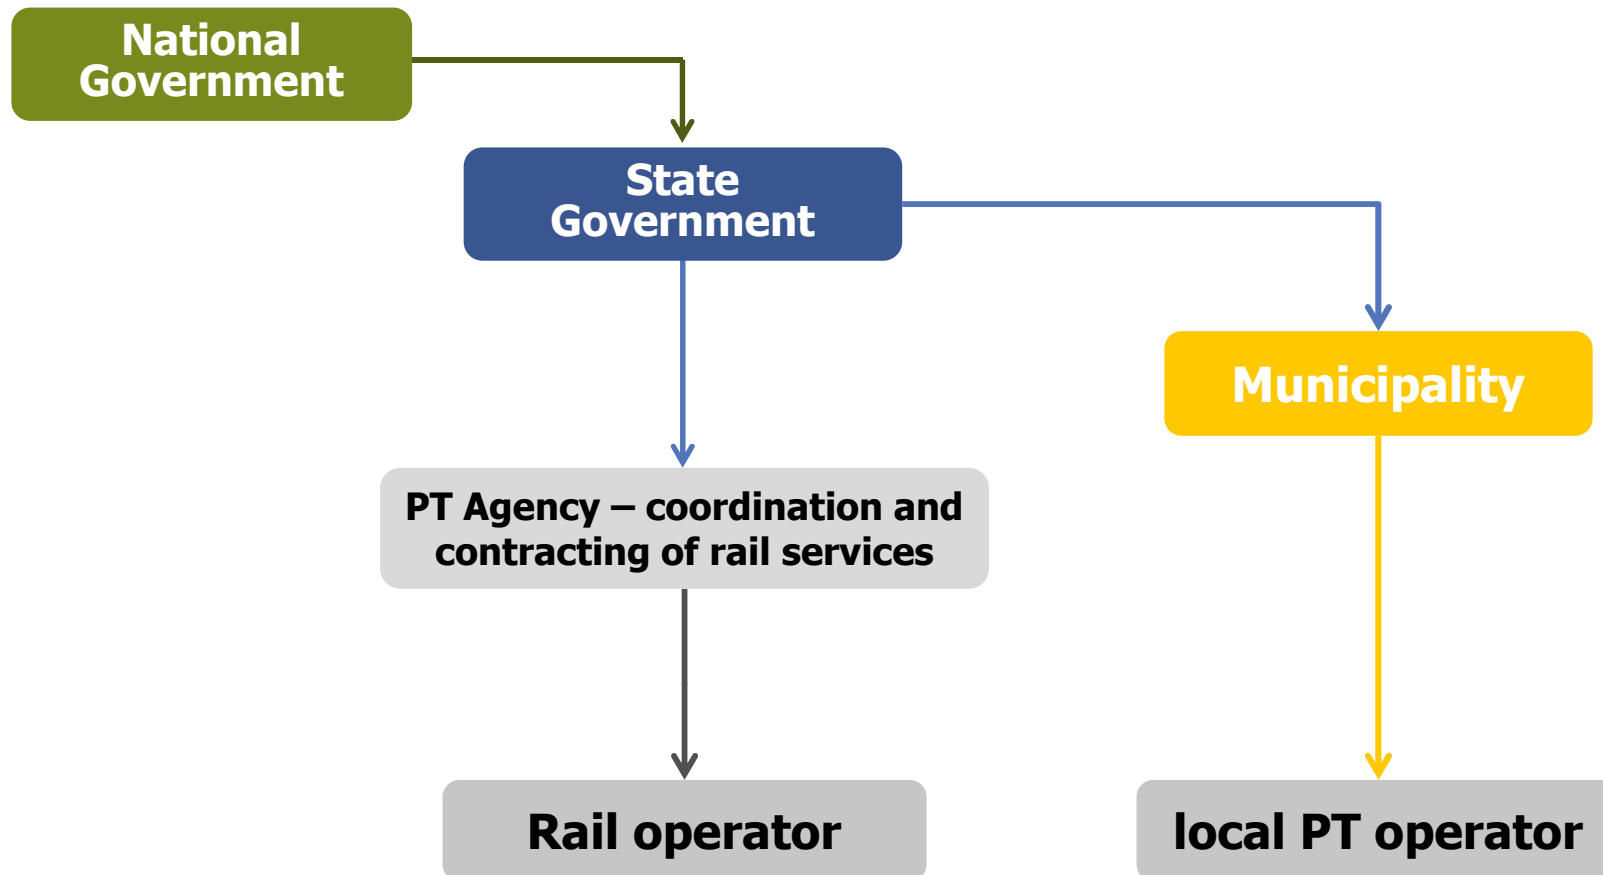 National
Government
State
Government
Municipality
PT Agency – coordination and
contracting of rail services
Rail operator
local PT operator